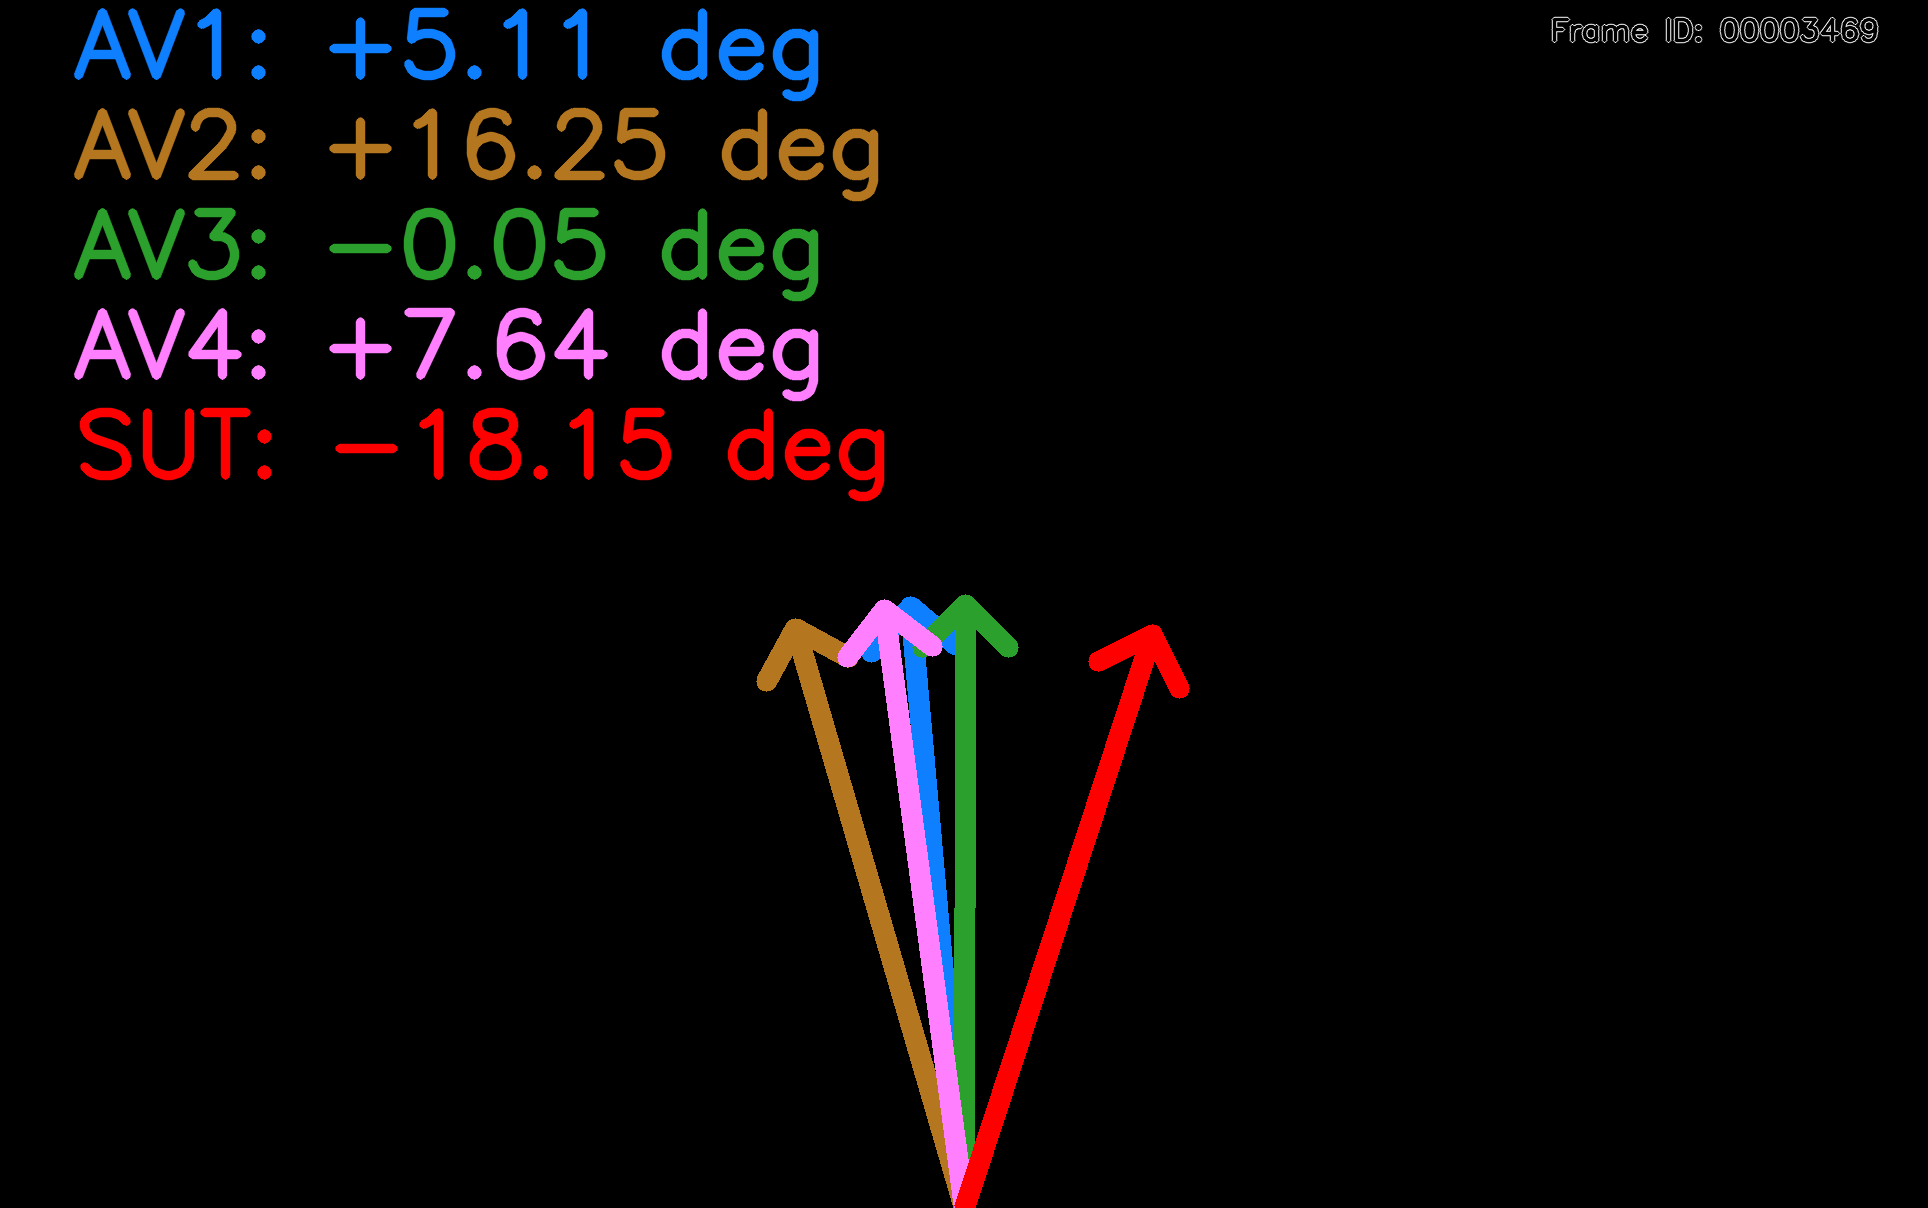 AV1: +5.11 deg
Frame ID: 00003469
AV2: +16.25 deg
AV3: -0.05 deg
AV4: +7.64 deg
SUT: -18.15 deg